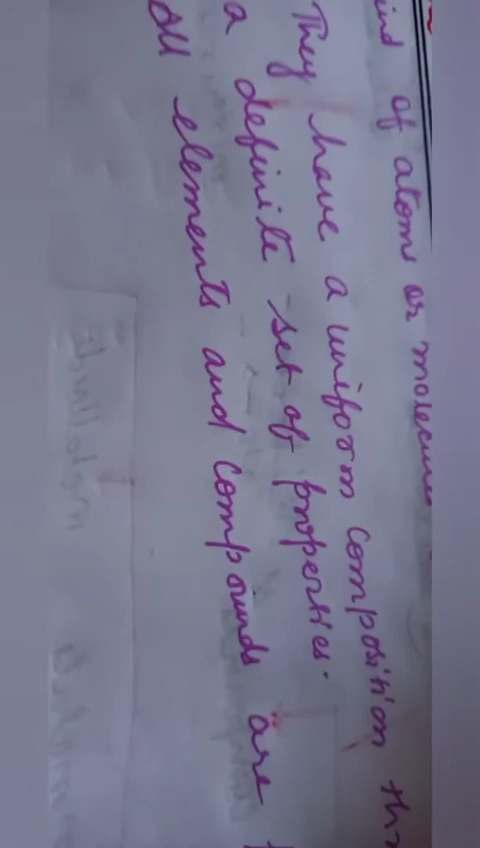 of atoms or
They have a uniform composition
a definite set of properties.
All elements and compounds are